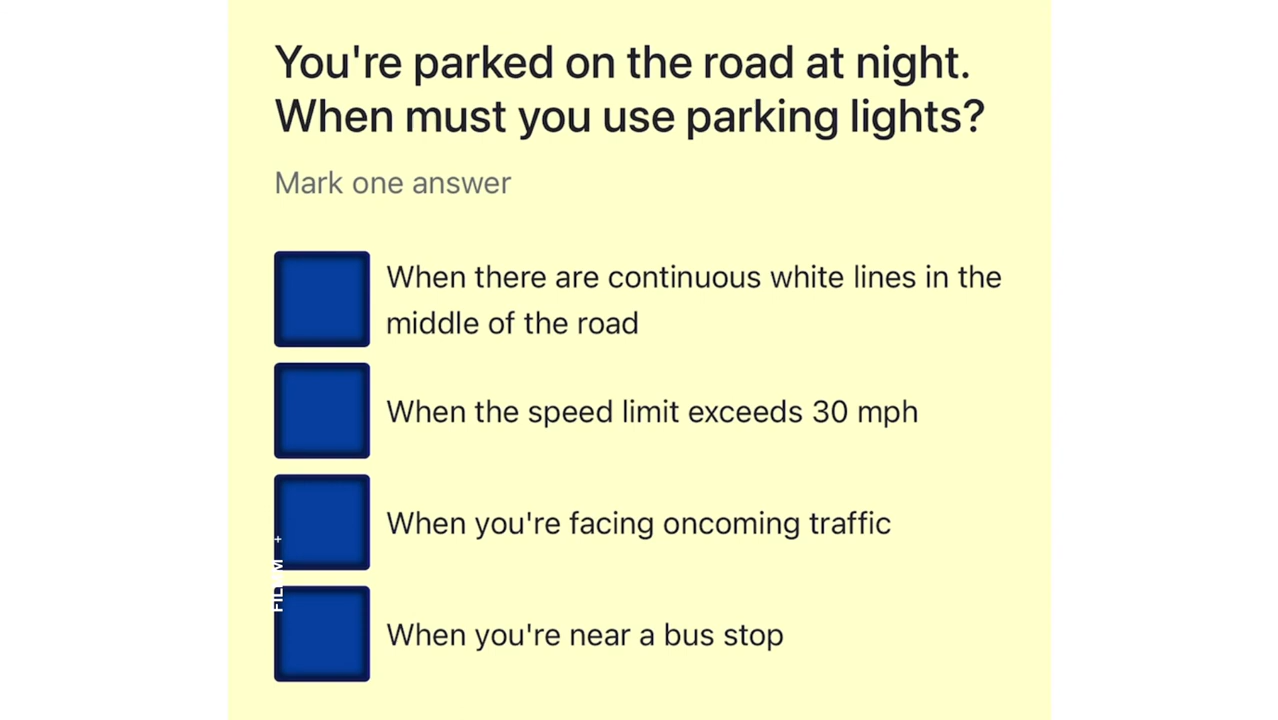 You're parked on the road at night.
When must you use parking lights?
Mark one answer
When there are continuous white lines in the
middle of the road
When the speed limit exceeds 30 mph
When you're facing oncoming traffic
When you're near a bus stop